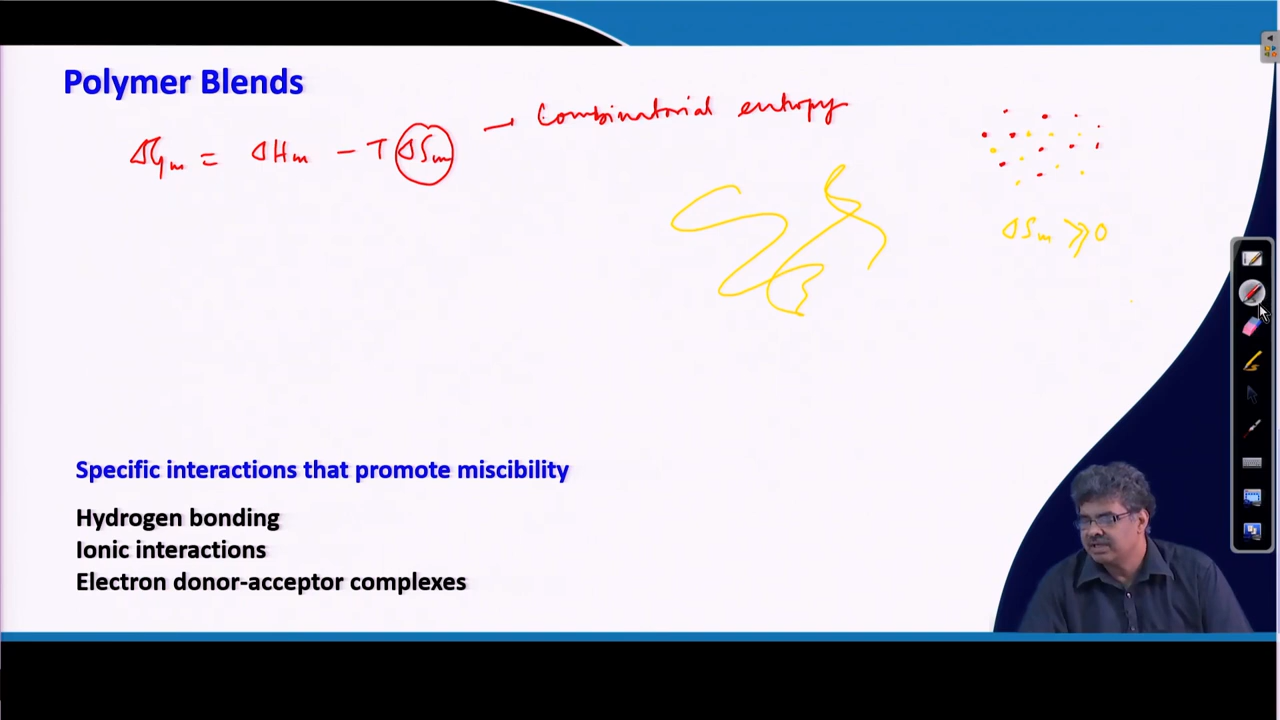 Polymer Blends
ΔGm = ΔHm − TΔSm → Combinatorial entropy
ΔSm ≫ 0
Specific interactions that promote miscibility
Hydrogen bonding
Ionic interactions
Electron donor-acceptor complexes